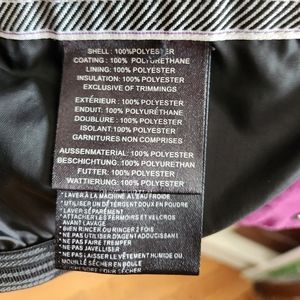 SHELL: 100%POLYESTER
COATING : 100% POLYURETHANE
LINING: 100% POLYESTER
INSULATION: 100% POLYESTER
EXCLUSIVE OF TRIMMINGS
EXTÉRIEUR : 100% POLYESTER
ENDUIT: 100% POLYURÉTHANE
DOUBLURE : 100% POLYESTER
ISOLANT:100% POLYESTER
GARNITURES NON COMPRISES
AUSSENMATERIAL: 100% POLYESTER
BESCHICHTUNG: 100% POLYURETHAN
FUTTER: 100% POLYESTER
WATTIERUNG: 100% POLYESTER
*LAVER À LA MACHINE À L'EAU FROIDE
*UTILISER UN DÉTERGENT DOUX EN POUDRE
*LAVER SÉPARÉMENT
*ATTACHER LES FERMOIRS ET VELCROS
AVANT LAVAGE
*BIEN RINCER OU RINCER 2 FOIS
*NE PAS UTILISER D'AGENT ADOUCISSANT
*NE PAS FAIRE TREMPER
*NE PAS JAVELLISER
*NE PAS LAISSER LE VÊTEMENT HUMIDE OU
MOUILLÉ SÉCHER EN BOULE